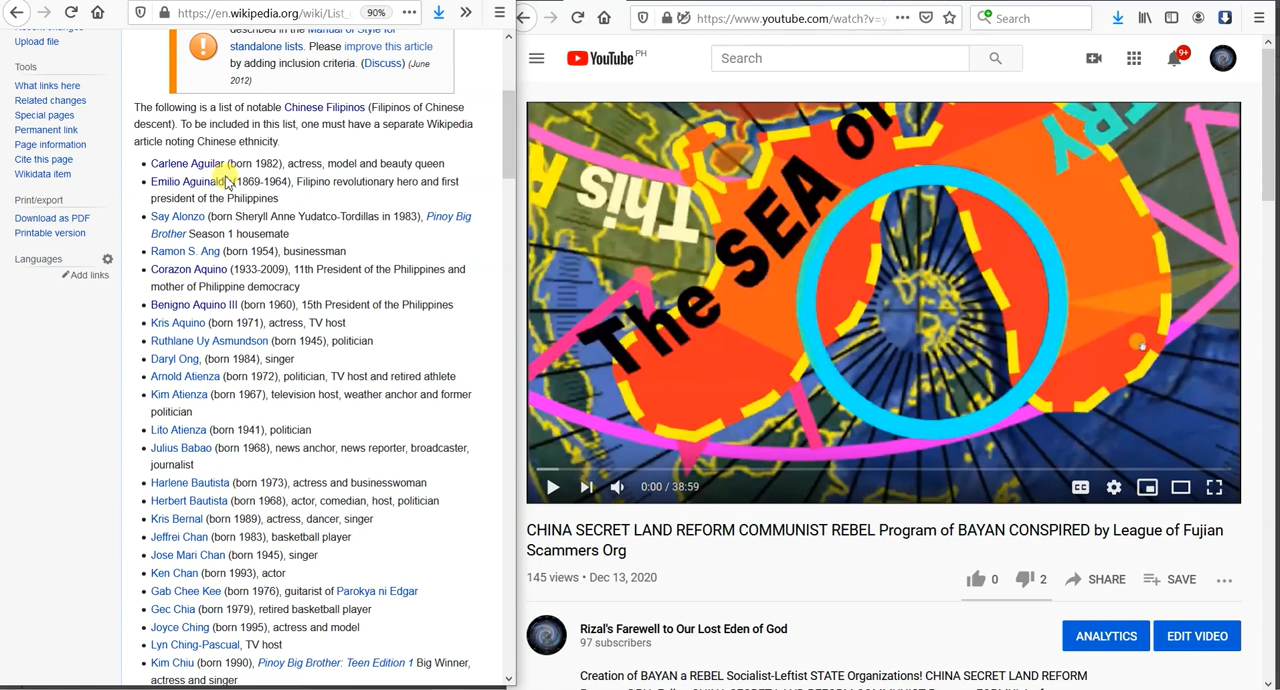 https://en.wikipedia.org/wiki/List_
90%
Upload file
Tools
What links here
Related changes
Special pages
Permanent link
Page information
Cite this page
Wikidata item
Print/export
Download as PDF
Printable version
Languages
Add links
standalone lists. Please improve this article
by adding inclusion criteria. (Discuss) (June
2012)
The following is a list of notable Chinese Filipinos (Filipinos of Chinese
descent). To be included in this list, one must have a separate Wikipedia
article noting Chinese ethnicity.
Carlene Aguilar (born 1982), actress, model and beauty queen
Emilio Aguinaldo (1869-1964), Filipino revolutionary hero and first
president of the Philippines
Say Alonzo (born Sheryll Anne Yudatco-Tordillas in 1983), Pinoy Big
Brother Season 1 housemate
Ramon S. Ang (born 1954), businessman
Corazon Aquino (1933-2009), 11th President of the Philippines and
mother of Philippine democracy
Benigno Aquino III (born 1960), 15th President of the Philippines
Kris Aquino (born 1971), actress, TV host
Ruthlane Uy Asmundson (born 1945), politician
Daryl Ong, (born 1984), singer
Arnold Atienza (born 1972), politician, TV host and retired athlete
Kim Atienza (born 1967), television host, weather anchor and former
politician
Lito Atienza (born 1941), politician
Julius Babao (born 1968), news anchor, news reporter, broadcaster,
journalist
Harlene Bautista (born 1973), actress and businesswoman
Herbert Bautista (born 1968), actor, comedian, host, politician
Kris Bernal (born 1989), actress, dancer, singer
Jeffrei Chan (born 1983), basketball player
Jose Mari Chan (born 1945), singer
Ken Chan (born 1993), actor
Gab Chee Kee (born 1976), guitarist of Parokya ni Edgar
Gec Chia (born 1979), retired basketball player
Joyce Ching (born 1995), actress and model
Lyn Ching-Pascual, TV host
Kim Chiu (born 1990), Pinoy Big Brother: Teen Edition 1 Big Winner,
actress and singer
https://www.youtube.com/watch?v=y
Search
YouTube PH
Search
9+
This
A
The SEA of
ERY
0:00 / 38:59
CC
CHINA SECRET LAND REFORM COMMUNIST REBEL Program of BAYAN CONSPIRED by League of Fujian
Scammers Org
145 views • Dec 13, 2020
0
2
SHARE
SAVE
Rizal's Farewell to Our Lost Eden of God
97 subscribers
ANALYTICS
EDIT VIDEO
Creation of BAYAN a REBEL Socialist-Leftist STATE Organizations! CHINA SECRET LAND REFORM